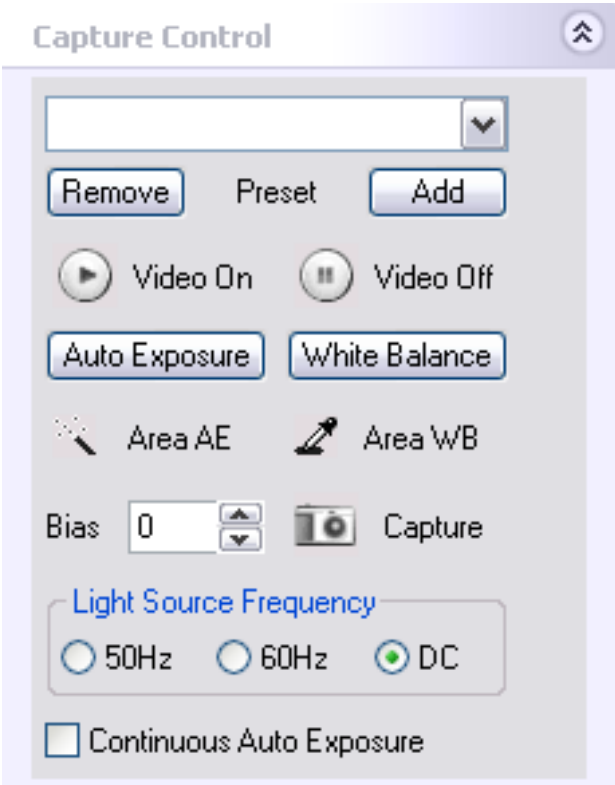 Capture Control
Remove Preset Add
Video On Video Off
Auto Exposure White Balance
Area AE Area WB
Bias 0 Capture
Light Source Frequency
50Hz 60Hz DC
Continuous Auto Exposure